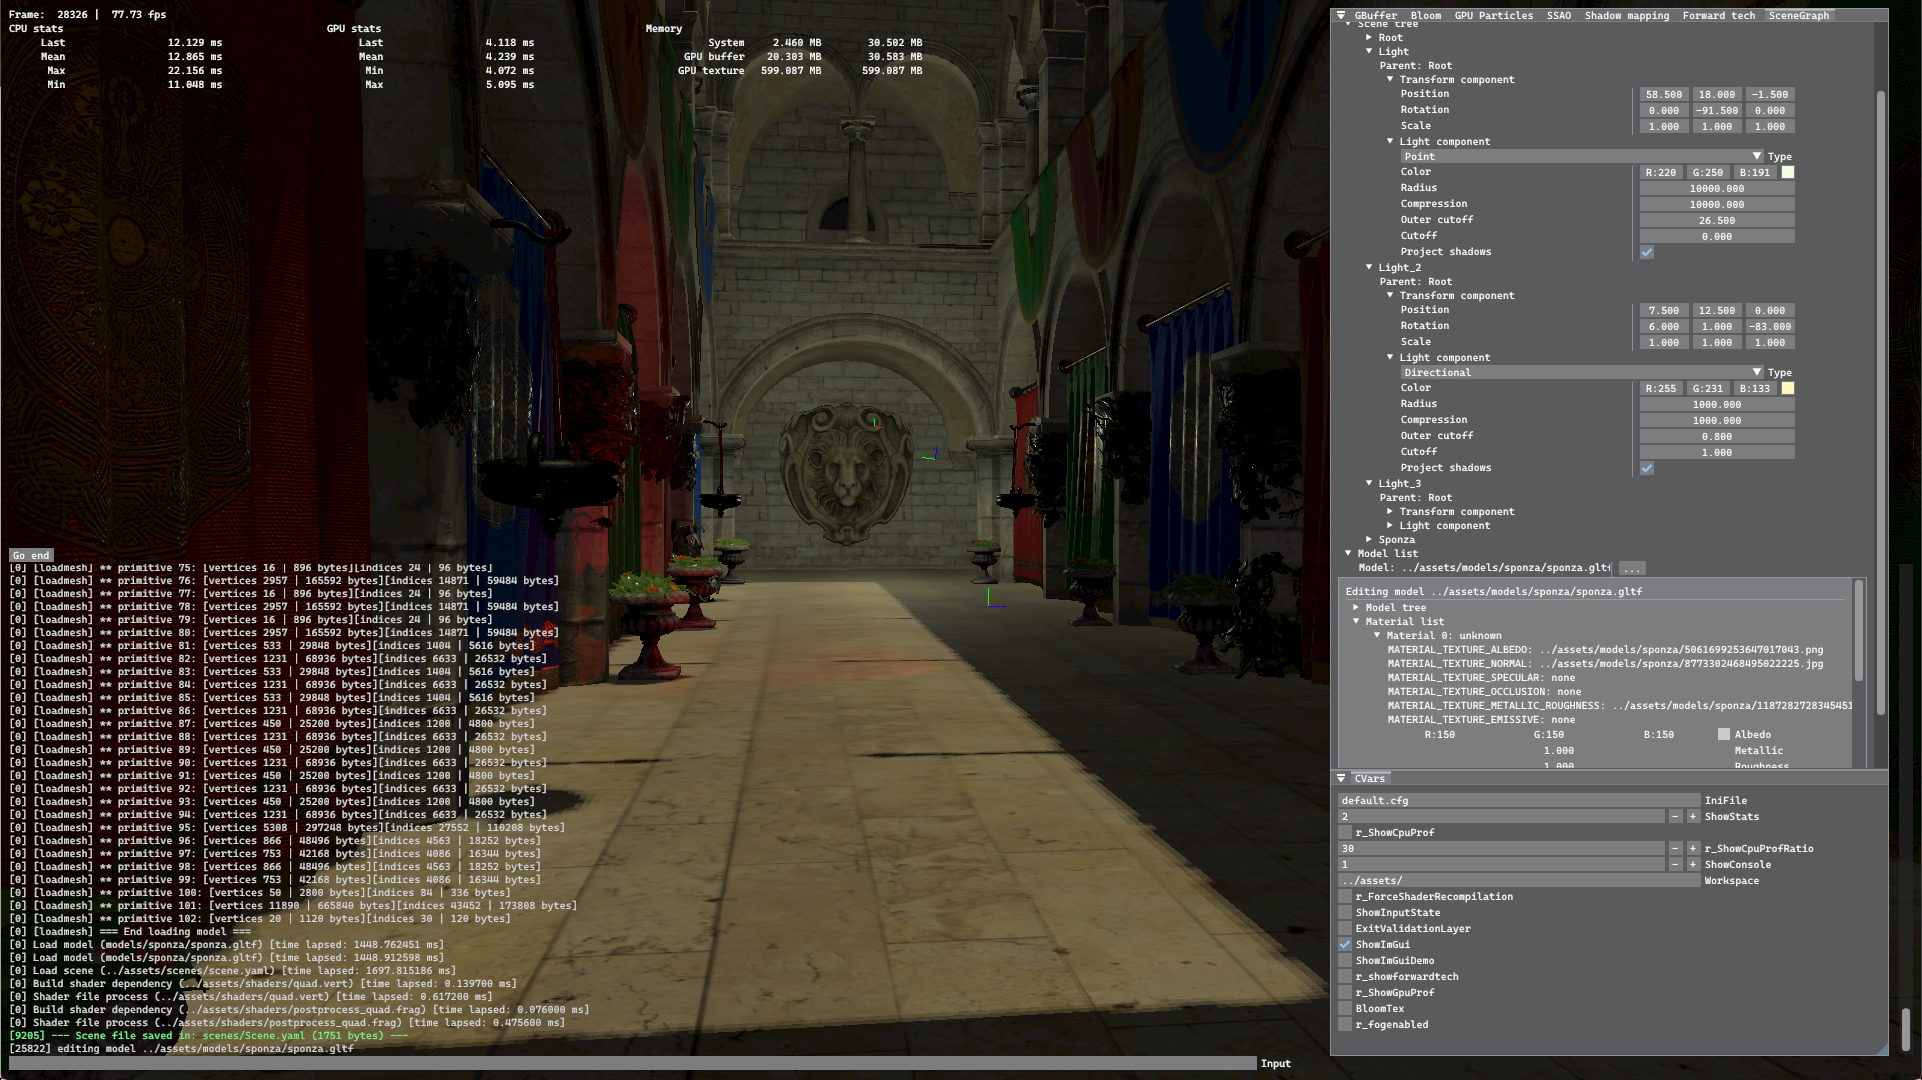 Frame: 28326 | 77.73 fps
CPU stats
Last 12.129 ms
Mean 12.865 ms
Max 22.156 ms
Min 11.048 ms
GPU stats
Last 4.118 ms
Mean 4.239 ms
Min 4.072 ms
Max 5.095 ms
Memory
System 2.460 MB 30.502 MB
GPU buffer 20.303 MB 30.583 MB
GPU texture 599.087 MB 599.087 MB
Go end
[0] [loadmesh] ** primitive 75: [vertices 16 | 896 bytes][indices 24 | 96 bytes]
[0] [loadmesh] ** primitive 76: [vertices 2957 | 165592 bytes][indices 14871 | 59484 bytes]
[0] [loadmesh] ** primitive 77: [vertices 16 | 896 bytes][indices 24 | 96 bytes]
[0] [loadmesh] ** primitive 78: [vertices 2957 | 165592 bytes][indices 14871 | 59484 bytes]
[0] [loadmesh] ** primitive 79: [vertices 16 | 896 bytes][indices 24 | 96 bytes]
[0] [loadmesh] ** primitive 80: [vertices 2957 | 165592 bytes][indices 14871 | 59484 bytes]
[0] [loadmesh] ** primitive 81: [vertices 533 | 29848 bytes][indices 1404 | 5616 bytes]
[0] [loadmesh] ** primitive 82: [vertices 1231 | 68936 bytes][indices 6633 | 26532 bytes]
[0] [loadmesh] ** primitive 83: [vertices 533 | 29848 bytes][indices 1404 | 5616 bytes]
[0] [loadmesh] ** primitive 84: [vertices 1231 | 68936 bytes][indices 6633 | 26532 bytes]
[0] [loadmesh] ** primitive 85: [vertices 533 | 29848 bytes][indices 1404 | 5616 bytes]
[0] [loadmesh] ** primitive 86: [vertices 1231 | 68936 bytes][indices 6633 | 26532 bytes]
[0] [loadmesh] ** primitive 87: [vertices 450 | 25200 bytes][indices 1200 | 4800 bytes]
[0] [loadmesh] ** primitive 88: [vertices 1231 | 68936 bytes][indices 6633 | 26532 bytes]
[0] [loadmesh] ** primitive 89: [vertices 450 | 25200 bytes][indices 1200 | 4800 bytes]
[0] [loadmesh] ** primitive 90: [vertices 1231 | 68936 bytes][indices 6633 | 26532 bytes]
[0] [loadmesh] ** primitive 91: [vertices 450 | 25200 bytes][indices 1200 | 4800 bytes]
[0] [loadmesh] ** primitive 92: [vertices 1231 | 68936 bytes][indices 6633 | 26532 bytes]
[0] [loadmesh] ** primitive 93: [vertices 450 | 25200 bytes][indices 1200 | 4800 bytes]
[0] [loadmesh] ** primitive 94: [vertices 1231 | 68936 bytes][indices 6633 | 26532 bytes]
[0] [loadmesh] ** primitive 95: [vertices 5308 | 297248 bytes][indices 27552 | 110208 bytes]
[0] [loadmesh] ** primitive 96: [vertices 866 | 48496 bytes][indices 4563 | 18252 bytes]
[0] [loadmesh] ** primitive 97: [vertices 753 | 42168 bytes][indices 4086 | 16344 bytes]
[0] [loadmesh] ** primitive 98: [vertices 866 | 48496 bytes][indices 4563 | 18252 bytes]
[0] [loadmesh] ** primitive 99: [vertices 753 | 42168 bytes][indices 4086 | 16344 bytes]
[0] [loadmesh] ** primitive 100: [vertices 50 | 2800 bytes][indices 84 | 336 bytes]
[0] [loadmesh] ** primitive 101: [vertices 11890 | 665840 bytes][indices 43452 | 173808 bytes]
[0] [loadmesh] ** primitive 102: [vertices 20 | 1120 bytes][indices 30 | 120 bytes]
[0] [loadmesh] === End loading model ===
[0] Load model (models/sponza/sponza.gltf) [time lapsed: 1448.762451 ms]
[0] Load model (models/sponza/sponza.gltf) [time lapsed: 1448.912598 ms]
[0] Load scene (../assets/scenes/scene.yaml) [time lapsed: 1697.815186 ms]
[0] Build shader dependency (../assets/shaders/quad.vert) [time lapsed: 0.139700 ms]
[0] Shader file process (../assets/shaders/quad.vert) [time lapsed: 0.617200 ms]
[0] Build shader dependency (../assets/shaders/postprocess_quad.frag) [time lapsed: 0.076000 ms]
[0] Shader file process (../assets/shaders/postprocess_quad.frag) [time lapsed: 0.475600 ms]
[9205] --- Scene file saved in: scenes/Scene.yaml (1751 bytes) ---
[25822] editing model ../assets/models/sponza/sponza.gltf
Input
GBuffer Bloom GPU Particles SSAO Shadow mapping Forward tech SceneGraph
Scene tree
Root
Light
Parent: Root
Transform component
Position 58.500 18.000 -1.500
Rotation 0.000 -91.500 0.000
Scale 1.000 1.000 1.000
Light component
Point Type
Color R:220 G:250 B:191
Radius 10000.000
Compression 10000.000
Outer cutoff 26.500
Cutoff 0.000
Project shadows
Light_2
Parent: Root
Transform component
Position 7.500 12.500 0.000
Rotation 6.000 1.000 -83.000
Scale 1.000 1.000 1.000
Light component
Directional Type
Color R:255 G:231 B:133
Radius 1000.000
Compression 1000.000
Outer cutoff 0.800
Cutoff 1.000
Project shadows
Light_3
Parent: Root
Transform component
Light component
Sponza
Model list
Model: ../assets/models/sponza/sponza.glt ...
Editing model ../assets/models/sponza/sponza.gltf
Model tree
Material list
Material 0: unknown
MATERIAL_TEXTURE_ALBEDO: ../assets/models/sponza/5061699253647017043.png
MATERIAL_TEXTURE_NORMAL: ../assets/models/sponza/8773302468495022225.jpg
MATERIAL_TEXTURE_SPECULAR: none
MATERIAL_TEXTURE_OCCLUSION: none
MATERIAL_TEXTURE_METALLIC_ROUGHNESS: ../assets/models/sponza/1187282728345451
MATERIAL_TEXTURE_EMISSIVE: none
R:150 G:150 B:150 Albedo
1.000 Metallic
1.000 Roughness
CVars
default.cfg IniFile
2 - + ShowStats
r_ShowCpuProf
30 - + r_ShowCpuProfRatio
1 - + ShowConsole
../assets/ Workspace
r_ForceShaderRecompilation
ShowInputState
ExitValidationLayer
ShowImGui
ShowImGuiDemo
r_showforwardtech
r_ShowGpuProf
BloomTex
r_fogenabled